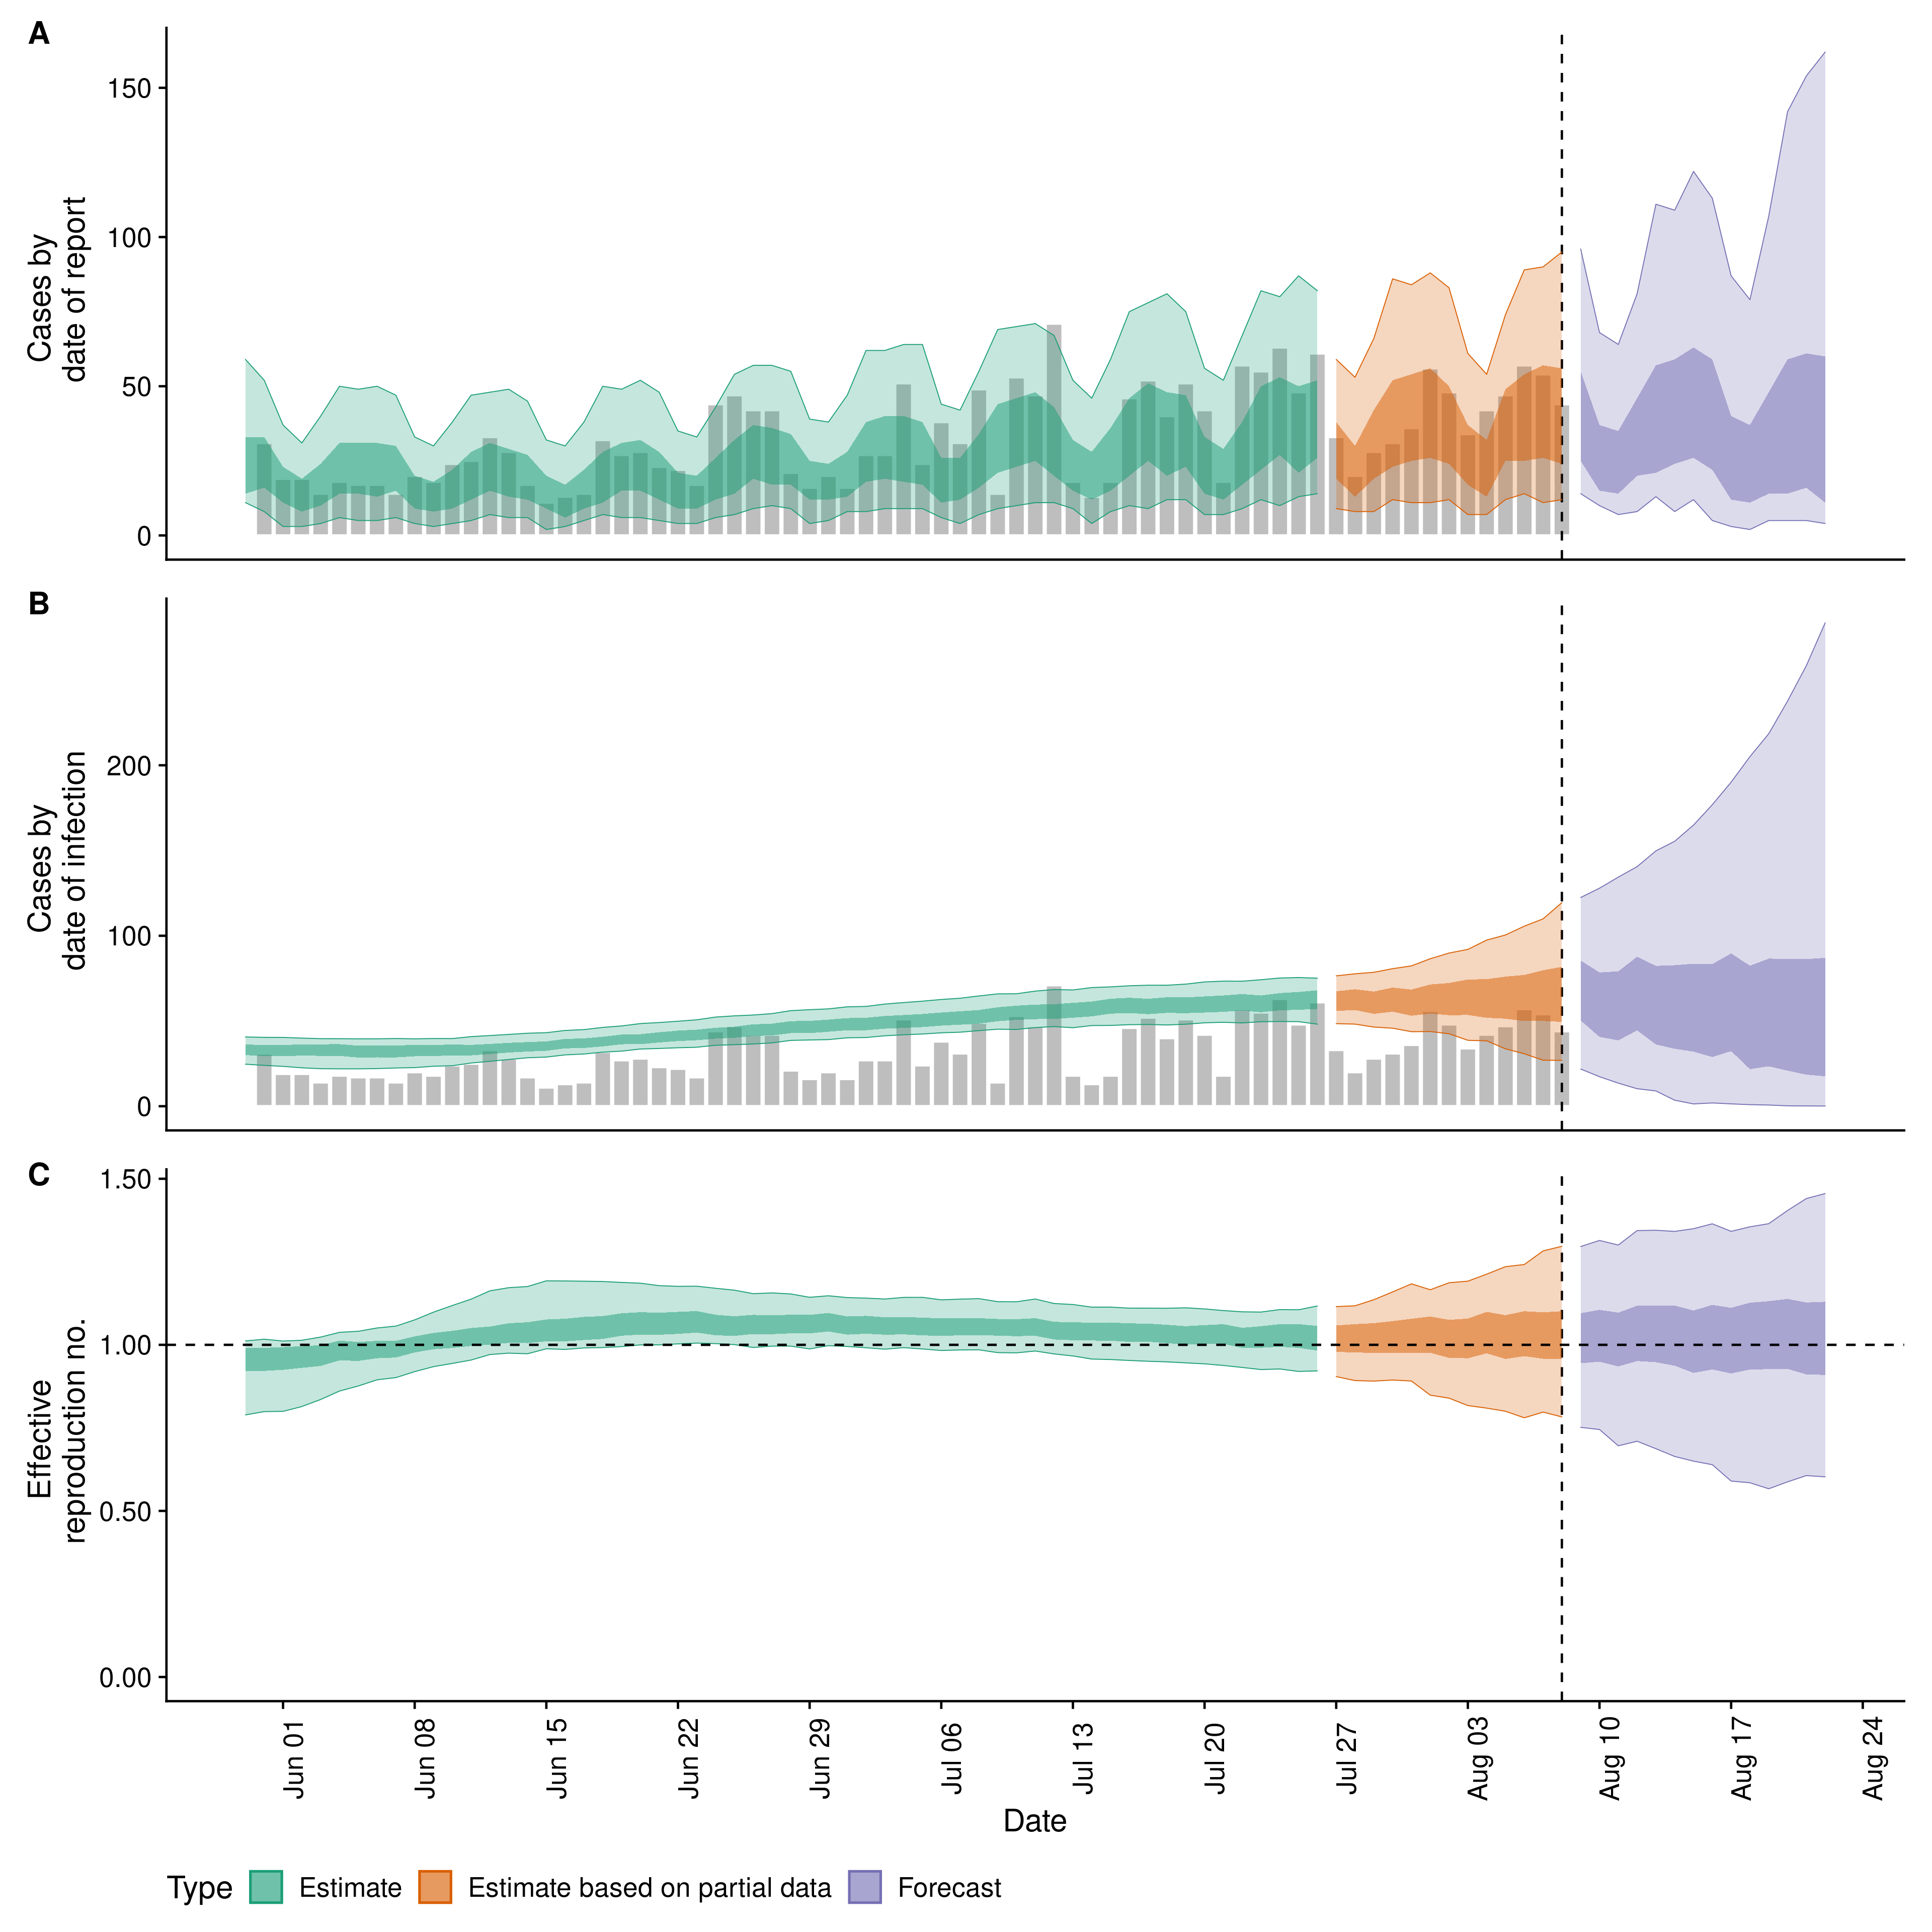 A
Cases by
date of report
150
100
50
0
B
Cases by
date of infection
200
100
0
C
Effective
reproduction no.
1.50
1.00
0.50
0.00
Jun 01
Jun 08
Jun 15
Jun 22
Jun 29
Jul 06
Jul 13
Jul 20
Jul 27
Aug 03
Aug 10
Aug 17
Aug 24
Date
Type Estimate Estimate based on partial data Forecast